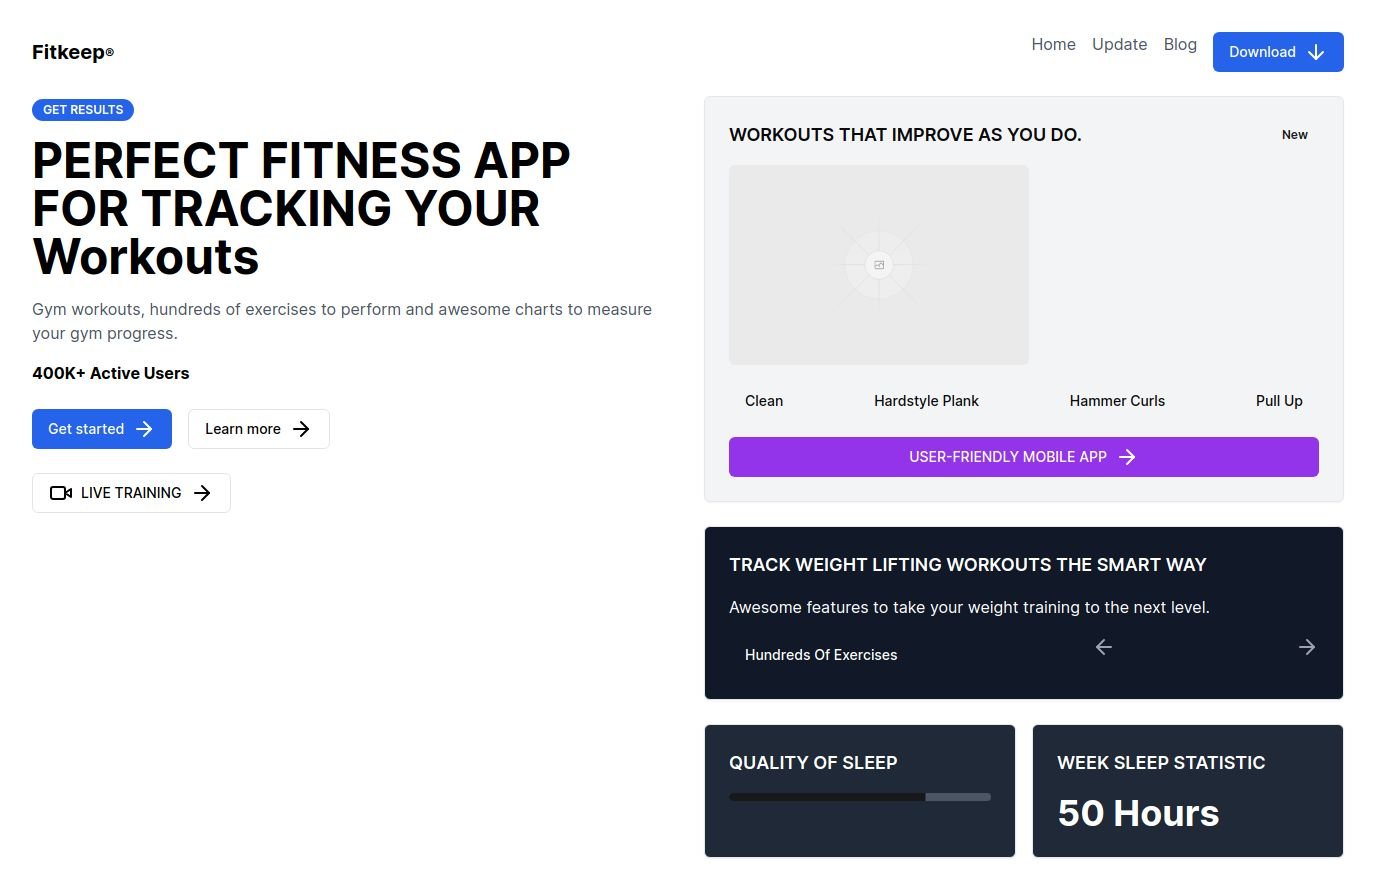 Fitkeep®
Home Update Blog Download
GET RESULTS
PERFECT FITNESS APP
FOR TRACKING YOUR
Workouts
Gym workouts, hundreds of exercises to perform and awesome charts to measure
your gym progress.
400K+ Active Users
Get started Learn more
LIVE TRAINING
WORKOUTS THAT IMPROVE AS YOU DO. New
Clean Hardstyle Plank Hammer Curls Pull Up
USER-FRIENDLY MOBILE APP
TRACK WEIGHT LIFTING WORKOUTS THE SMART WAY
Awesome features to take your weight training to the next level.
Hundreds Of Exercises
QUALITY OF SLEEP
WEEK SLEEP STATISTIC
50 Hours